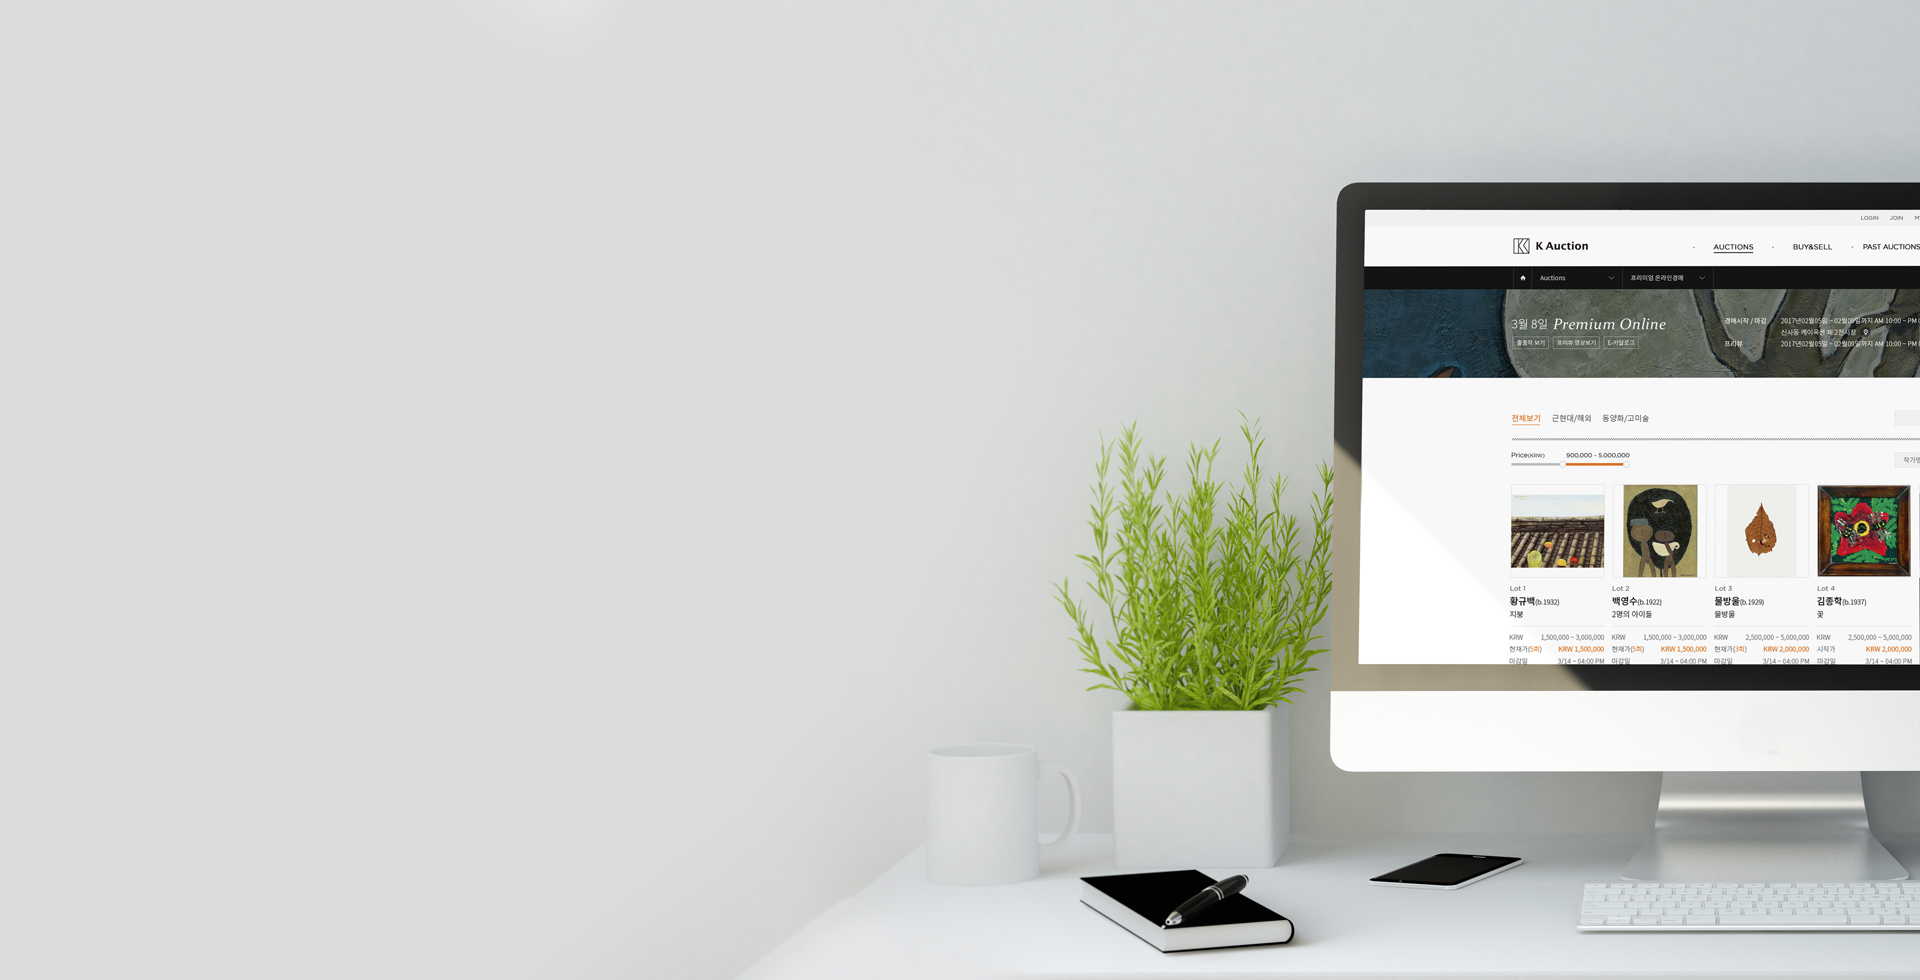 LOGIN JOIN
K Auction
AUCTIONS BUY&SELL PAST AUCTIONS
Auctions 프리미엄 온라인경매
3월 8일 Premium Online
출품작 보기 프리뷰 영상보기 E-카달로그
경매시작 / 마감 2017년02월05일 ~ 02월09일까지 AM 10:00 ~ PM
신사동 케이옥션 제 2전시장
프리뷰 2017년02월05일 ~ 02월09일까지 AM 10:00 ~ PM
전체보기 근현대/해외 동양화/고미술
Price(KRW) 900,000 - 5,000,000
작가명
Lot 1 Lot 2 Lot 3 Lot 4
황규백(b.1932) 백영수(b.1922) 물방울(b.1929) 김종학(b.1937)
지붕 2명의 아이들 물방울 꽃
KRW 1,500,000 ~ 3,000,000 KRW 1,500,000 ~ 3,000,000 KRW 2,500,000 ~ 5,000,000 KRW 2,500,000 ~ 5,000,000
현재가(5회) KRW 1,500,000 현재가(5회) KRW 1,500,000 현재가(3회) KRW 2,000,000 시작가 KRW 2,000,000
마감일 3/14 ~ 04:00 PM 마감일 3/14 ~ 04:00 PM 마감일 3/14 ~ 04:00 PM 마감일 3/14 ~ 04:00 PM